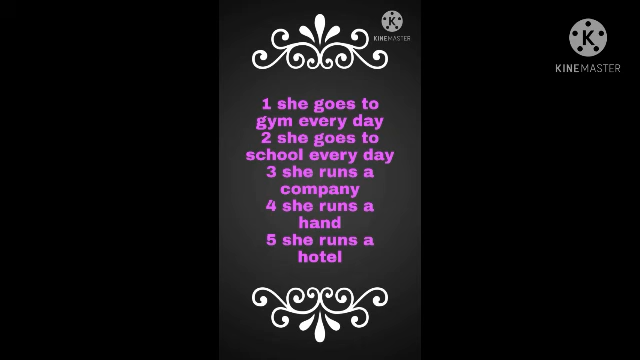 KINEMASTER
KINEMASTER
1 she goes to
gym every day
2 she goes to
school every day
3 she runs a
company
4 she runs a
hand
5 she runs a
hotel